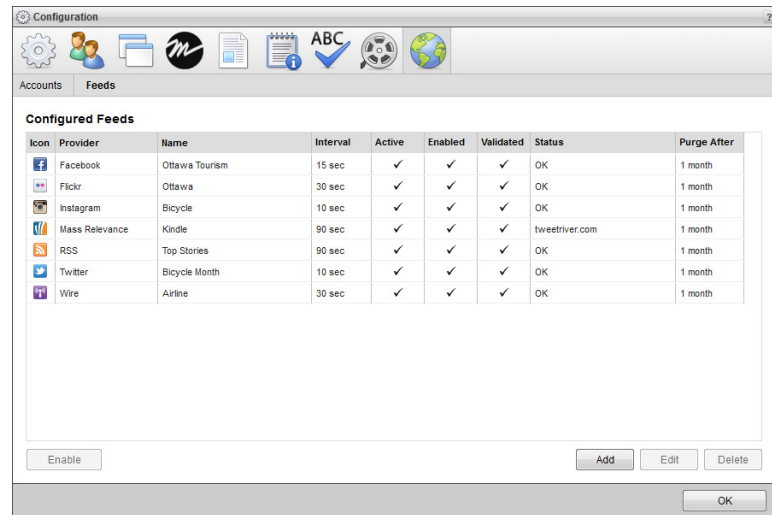 Configuration ?
ABC
Accounts Feeds
Configured Feeds
Icon Provider Name Interval Active Enabled Validated Status Purge After
Facebook Ottawa Tourism 15 sec ✓ ✓ ✓ OK 1 month
Flickr Ottawa 30 sec ✓ ✓ ✓ OK 1 month
Instagram Bicycle 10 sec ✓ ✓ ✓ OK 1 month
Mass Relevance Kindle 90 sec ✓ ✓ ✓ tweetriver.com 1 month
RSS Top Stories 90 sec ✓ ✓ ✓ OK 1 month
Twitter Bicycle Month 10 sec ✓ ✓ ✓ OK 1 month
Wire Airline 30 sec ✓ ✓ ✓ OK 1 month
Enable Add Edit Delete
OK